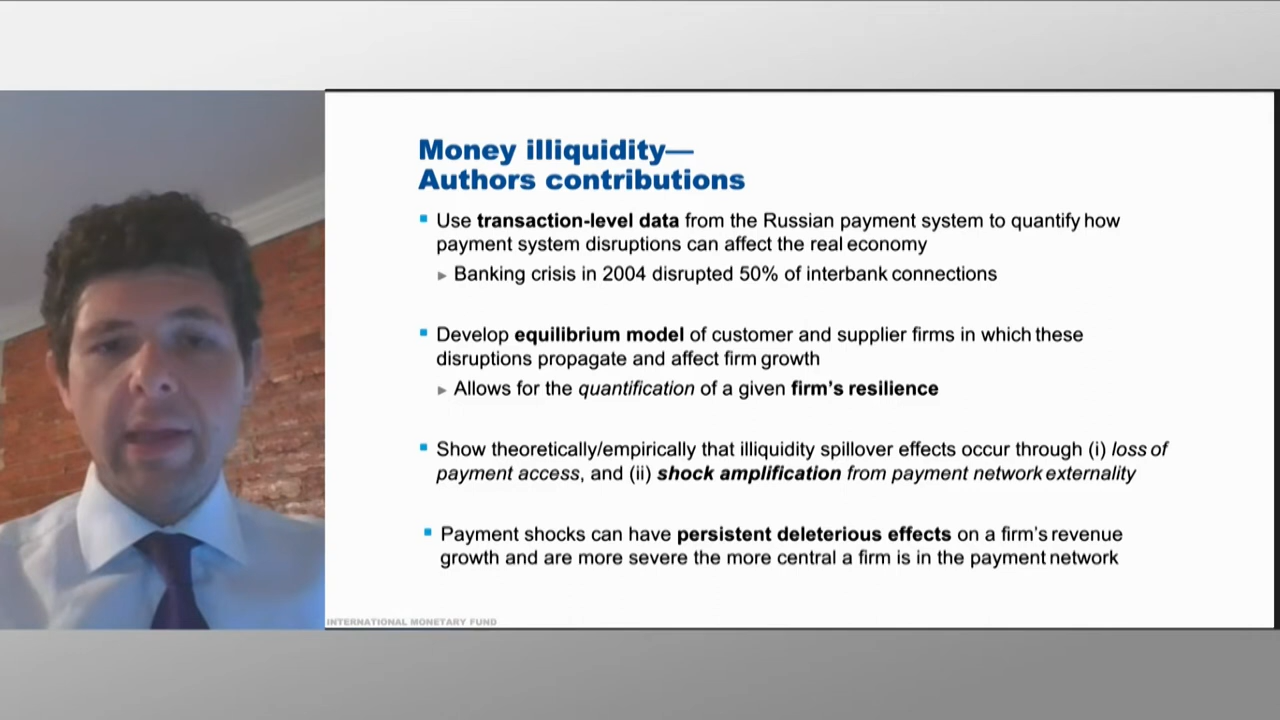 Money illiquidity—
Authors contributions
Use transaction-level data from the Russian payment system to quantify how
payment system disruptions can affect the real economy
Banking crisis in 2004 disrupted 50% of interbank connections
Develop equilibrium model of customer and supplier firms in which these
disruptions propagate and affect firm growth
Allows for the quantification of a given firm's resilience
Show theoretically/empirically that illiquidity spillover effects occur through (i) loss of
payment access, and (ii) shock amplification from payment network externality
Payment shocks can have persistent deleterious effects on a firm's revenue
growth and are more severe the more central a firm is in the payment network
INTERNATIONAL MONETARY FUND